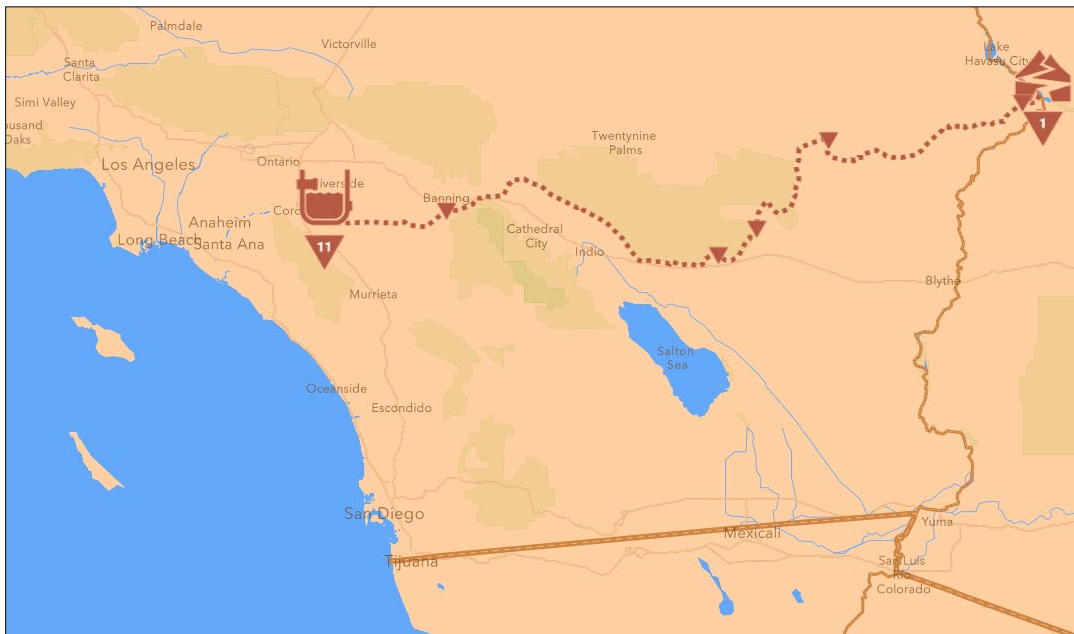 Palmdale
Victorville
Lake
Havasu City
Santa
Clarita
Simi Valley
1
Oaks
Twentynine
Palms
Los Angeles
Ontario
Banning
Anaheim
Long Beach
Santa Ana
11
Cathedral
City
Indio
Blythe
Murrieta
Salton
Sea
Oceanside
Escondido
San Diego
Yuma
Mexicali
Tijuana
San Luis
Río
Colorado